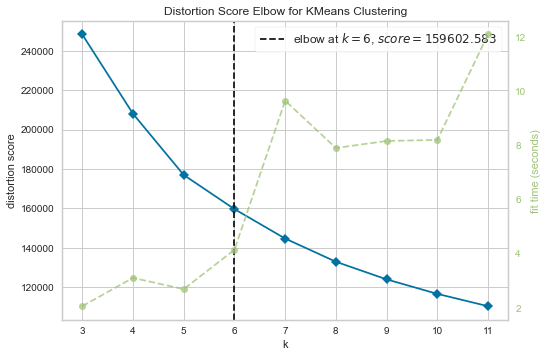 Distortion Score Elbow for KMeans Clustering
elbow at k = 6, score = 159602.583
240000
220000
200000
180000
160000
140000
120000
distortion score
12
10
8
6
4
2
fit time (seconds)
3 4 5 6 7 8 9 10 11
k